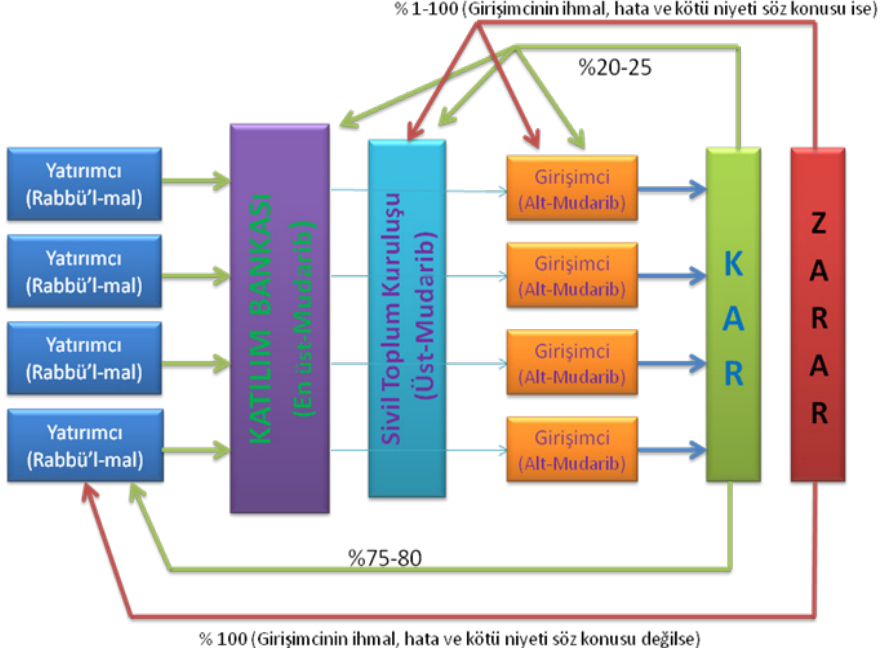 % 1-100 (Girişimcinin ihmal, hata ve kötü niyeti söz konusu ise)
%20-25
Yatırımcı
(Rabbü'l-mal)
Yatırımcı
(Rabbü'l-mal)
Yatırımcı
(Rabbü'l-mal)
Yatırımcı
(Rabbü'l-mal)
KATILIM BANKASI
(En üst-Mudarib)
Sivil Toplum Kuruluşu
(Üst-Mudarib)
Girişimci
(Alt-Mudarib)
Girişimci
(Alt-Mudarib)
Girişimci
(Alt-Mudarib)
Girişimci
(Alt-Mudarib)
K
A
R
Z
A
R
A
R
%75-80
% 100 (Girişimcinin ihmal, hata ve kötü niyeti söz konusu değilse)